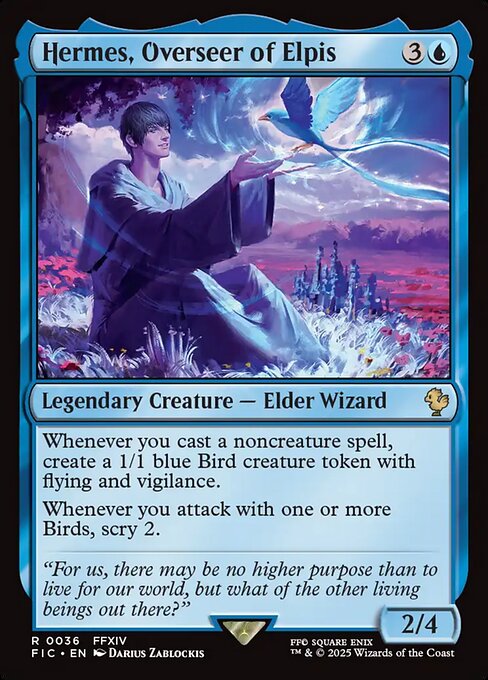 Hermes, Overseer of Elpis 3
Legendary Creature — Elder Wizard
Whenever you cast a noncreature spell,
create a 1/1 blue Bird creature token with
flying and vigilance.
Whenever you attack with one or more
Birds, scry 2.
“For us, there may be no higher purpose than to
live for our world, but what of the other living
beings out there?”
2/4
R 0036 FFXIV
FIC • EN Darius Zablockis
FF© SQUARE ENIX
™ & © 2025 Wizards of the Coast